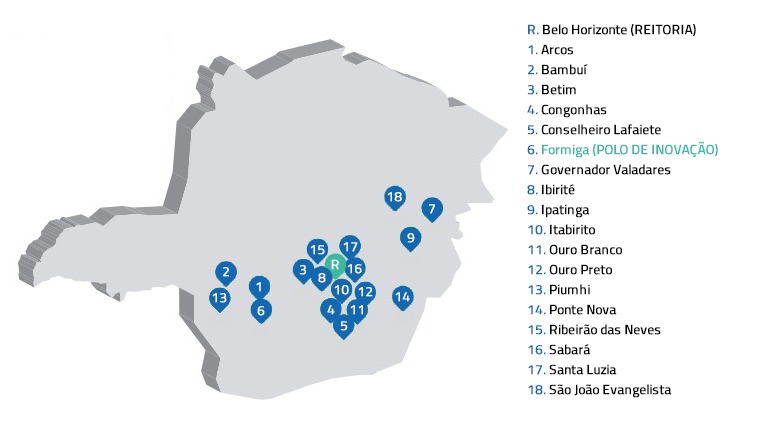 R. Belo Horizonte (REITORIA)
1. Arcos
2. Bambuí
3. Betim
4. Congonhas
5. Conselheiro Lafaiete
6. Formiga (POLO DE INOVAÇÃO)
7. Governador Valadares
8. Ibirité
9. Ipatinga
10. Itabirito
11. Ouro Branco
12. Ouro Preto
13. Piumhi
14. Ponte Nova
15. Ribeirão das Neves
16. Sabará
17. Santa Luzia
18. São João Evangelista
18
7
9
15
17
R
16
3
8
2
1
13
6
10
12
14
4
11
5